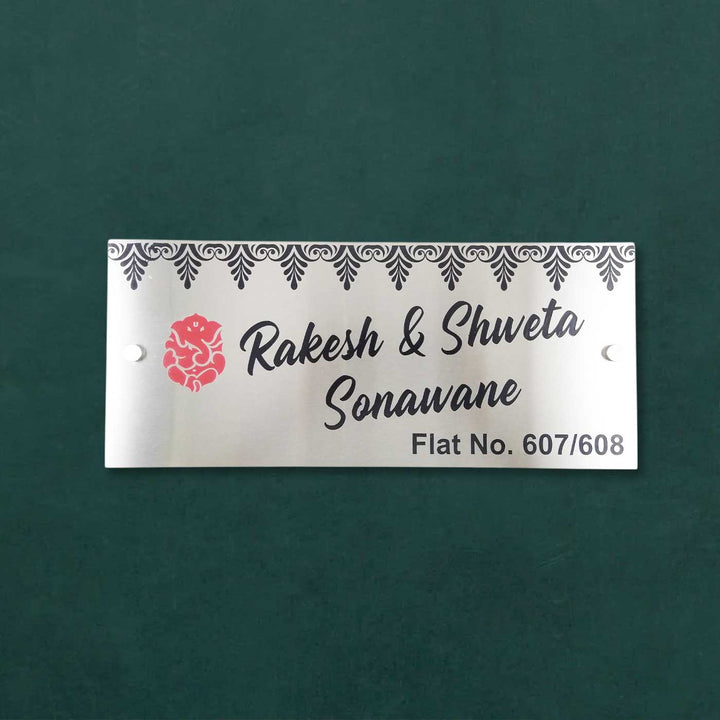 Rakesh & Shweta
Sonawane
Flat No. 607/608